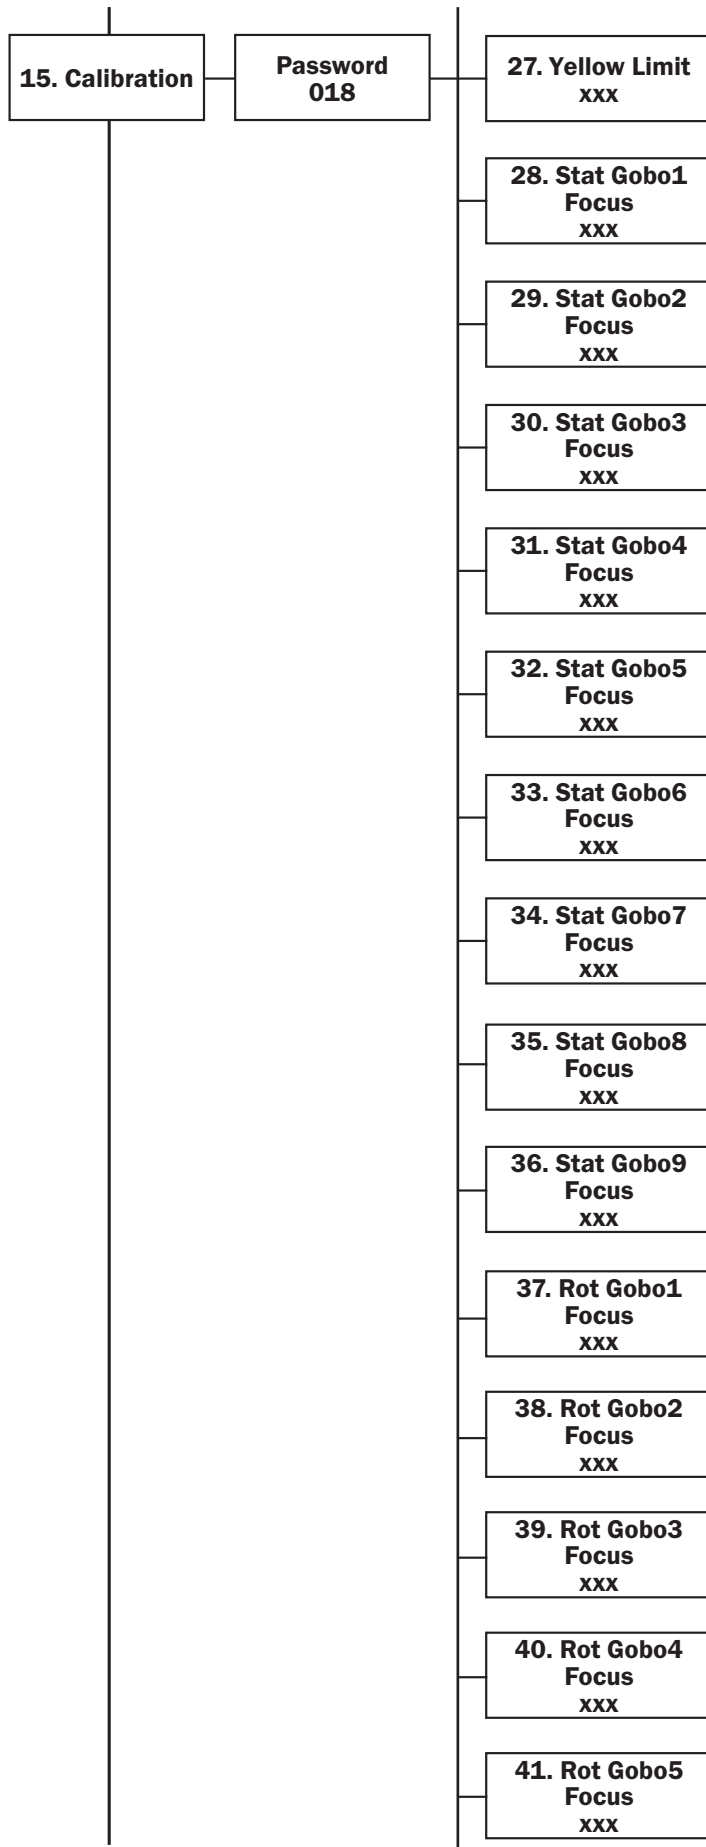 15. Calibration
Password
018
27. Yellow Limit
xxx
28. Stat Gobo1
Focus
xxx
29. Stat Gobo2
Focus
xxx
30. Stat Gobo3
Focus
xxx
31. Stat Gobo4
Focus
xxx
32. Stat Gobo5
Focus
xxx
33. Stat Gobo6
Focus
xxx
34. Stat Gobo7
Focus
xxx
35. Stat Gobo8
Focus
xxx
36. Stat Gobo9
Focus
xxx
37. Rot Gobo1
Focus
xxx
38. Rot Gobo2
Focus
xxx
39. Rot Gobo3
Focus
xxx
40. Rot Gobo4
Focus
xxx
41. Rot Gobo5
Focus
xxx